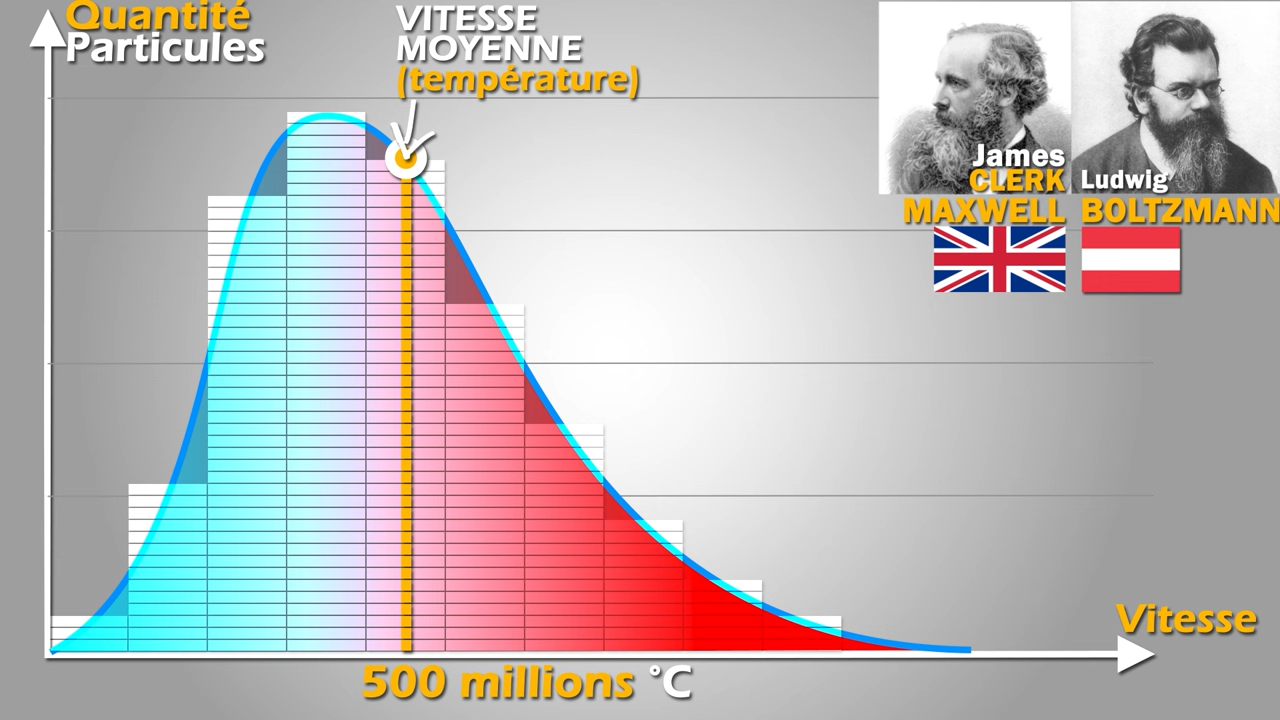 Quantité
Particules
VITESSE
MOYENNE
(température)
James
CLERK
MAXWELL
Ludwig
BOLTZMANN
Vitesse
500 millions °C